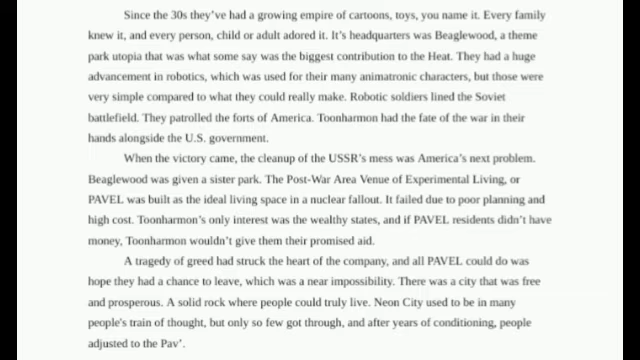 Since the 30s they've had a growing empire of cartoons, toys, you name it. Every family
knew it, and every person, child or adult adored it. It's headquarters was Beaglewood, a theme
park utopia that was what some say was the biggest contribution to the Heat. They had a huge
advancement in robotics, which was used for their many animatronic characters, but those were
very simple compared to what they could really make. Robotic soldiers lined the Soviet
battlefield. They patrolled the forts of America. Toonharmon had the fate of the war in their
hands alongside the U.S. government.
When the victory came, the cleanup of the USSR's mess was America's next problem.
Beaglewood was given a sister park. The Post-War Area Venue of Experimental Living, or
PAVEL was built as the ideal living space in a nuclear fallout. It failed due to poor planning and
high cost. Toonharmon's only interest was the wealthy states, and if PAVEL residents didn't have
money, Toonharmon wouldn't give them their promised aid.
A tragedy of greed had struck the heart of the company, and all PAVEL could do was
hope they had a chance to leave, which was a near impossibility. There was a city that was free
and prosperous. A solid rock where people could truly live. Neon City used to be in many
people's train of thought, but only so few got through, and after years of conditioning, people
adjusted to the Pav'.